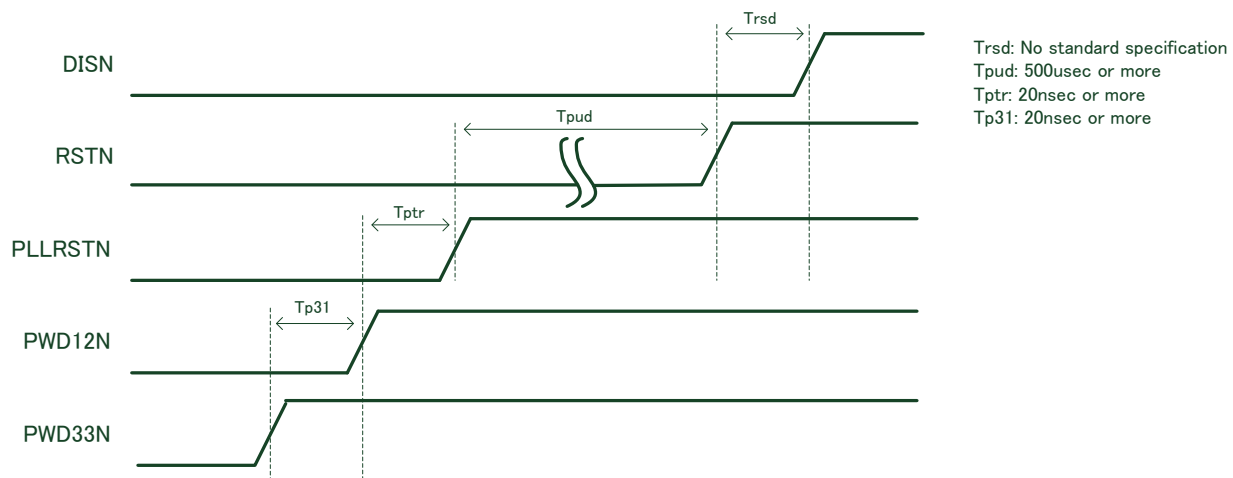 Trsd
DISN
Trsd: No standard specification
Tpud: 500usec or more
Tptr: 20nsec or more
Tp31: 20nsec or more
Tpud
RSTN
Tptr
PLLRSTN
Tp31
PWD12N
PWD33N